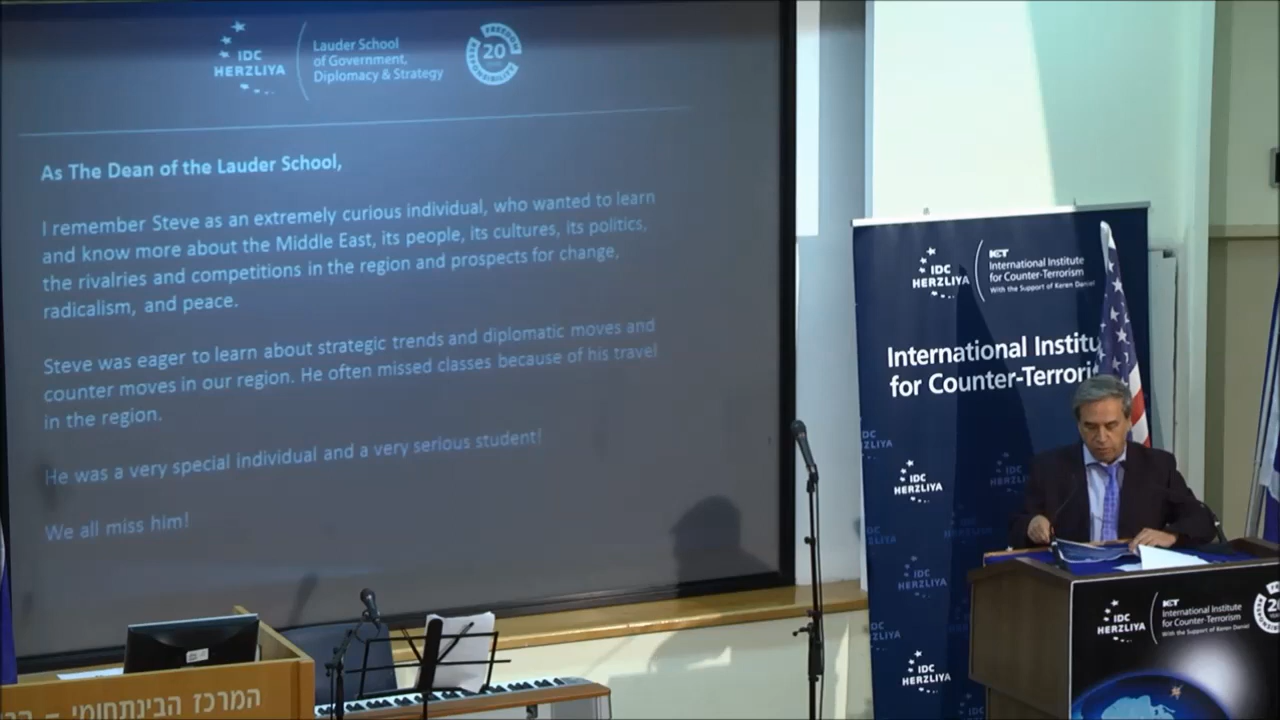 IDC
HERZLIYA
Lauder School
of Government,
Diplomacy & Strategy
FREEDOM
20
RESPONSIBILITY
As The Dean of the Lauder School,
I remember Steve as an extremely curious individual, who wanted to learn
and know more about the Middle East, its people, its cultures, its politics,
the rivalries and competitions in the region and prospects for change,
radicalism, and peace.
Steve was eager to learn about strategic trends and diplomatic moves and
counter moves in our region. He often missed classes because of his travel
in the region.
He was a very special individual and a very serious student!
We all miss him!
IDC
HERZLIYA
ICT
International Institute
for Counter-Terrorism
With the Support of Keren Daniel
International Institu
for Counter-Terrori
IDC
HERZLIYA
IDC
HERZLIYA
IDC
HERZLIYA
IDC
HERZLIYA
IDC
HERZLIYA
ICT
International Institute
for Counter-Terrorism
With the Support of Keren Daniel
המרכז הבינתחומי –